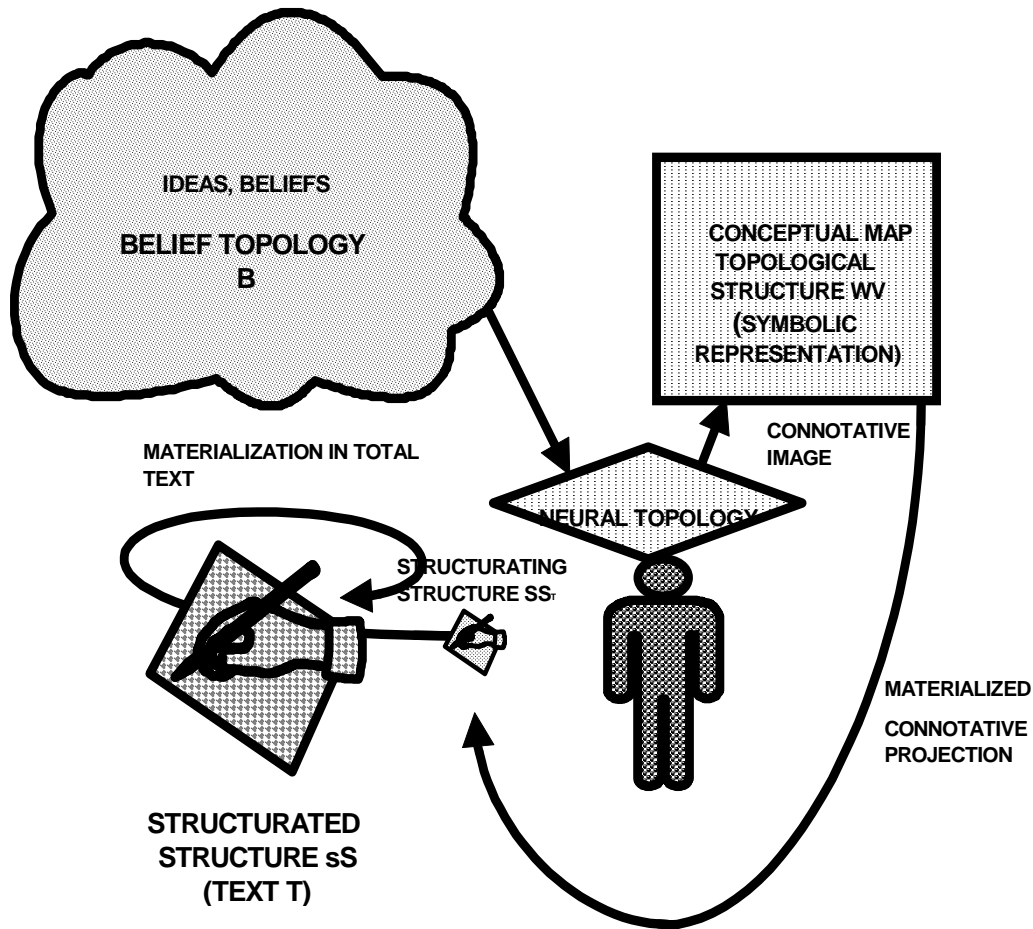 IDEAS, BELIEFS
BELIEF TOPOLOGY
B
CONCEPTUAL MAP
TOPOLOGICAL
STRUCTURE WV
(SYMBOLIC
REPRESENTATION)
CONNOTATIVE
IMAGE
MATERIALIZATION IN TOTAL
TEXT
NEURAL TOPOLOGY
STRUCTURATING
STRUCTURE SST
MATERIALIZED
CONNOTATIVE
PROJECTION
STRUCTURATED
STRUCTURE sS
(TEXT T)